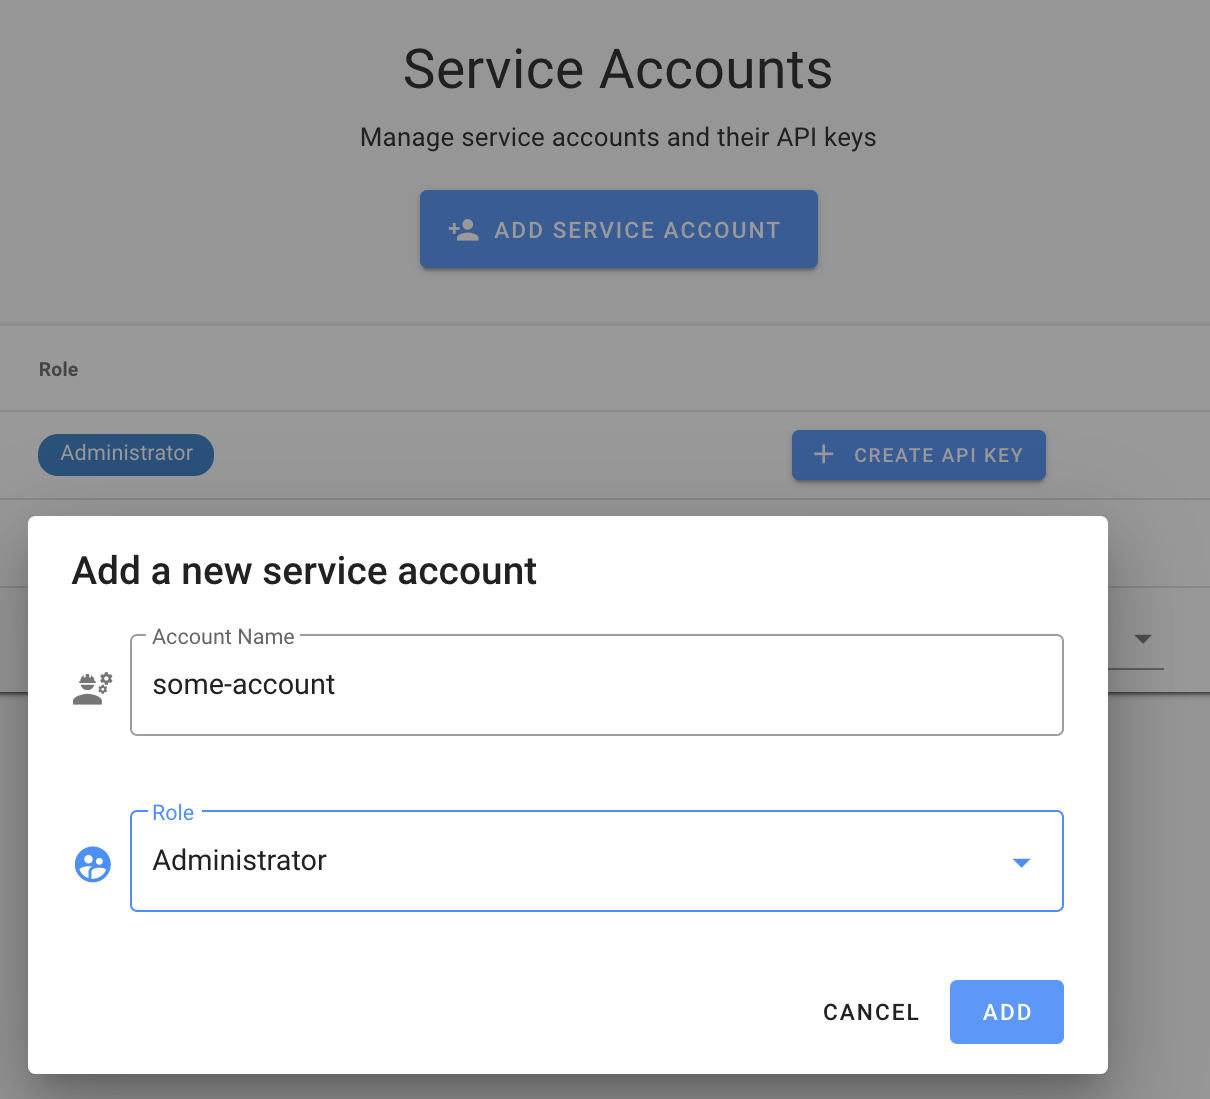 Service Accounts
Manage service accounts and their API keys
ADD SERVICE ACCOUNT
Role
Administrator
CREATE API KEY
Add a new service account
Account Name
some-account
Role
Administrator
CANCEL
ADD